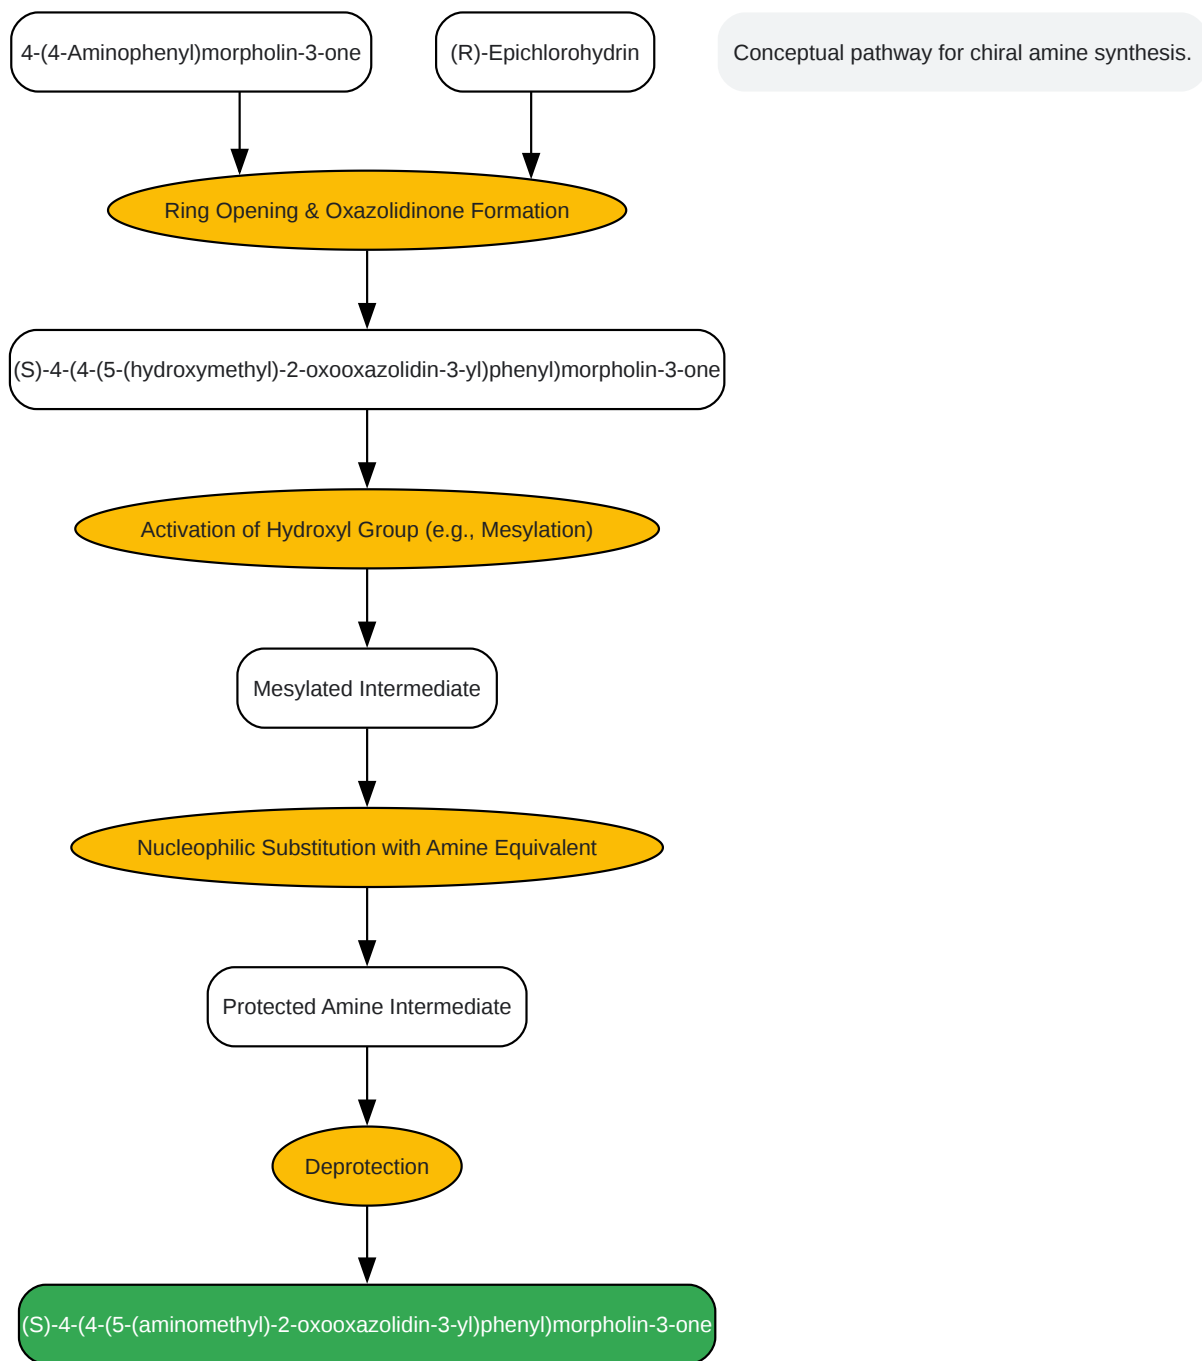 4-(4-Aminophenyl)morpholin-3-one
(R)-Epichlorohydrin
Conceptual pathway for chiral amine synthesis.
Ring Opening & Oxazolidinone Formation
(S)-4-(4-(5-(hydroxymethyl)-2-oxooxazolidin-3-yl)phenyl)morpholin-3-one
Activation of Hydroxyl Group (e.g., Mesylation)
Mesylated Intermediate
Nucleophilic Substitution with Amine Equivalent
Protected Amine Intermediate
Deprotection
(S)-4-(4-(5-(aminomethyl)-2-oxooxazolidin-3-yl)phenyl)morpholin-3-one